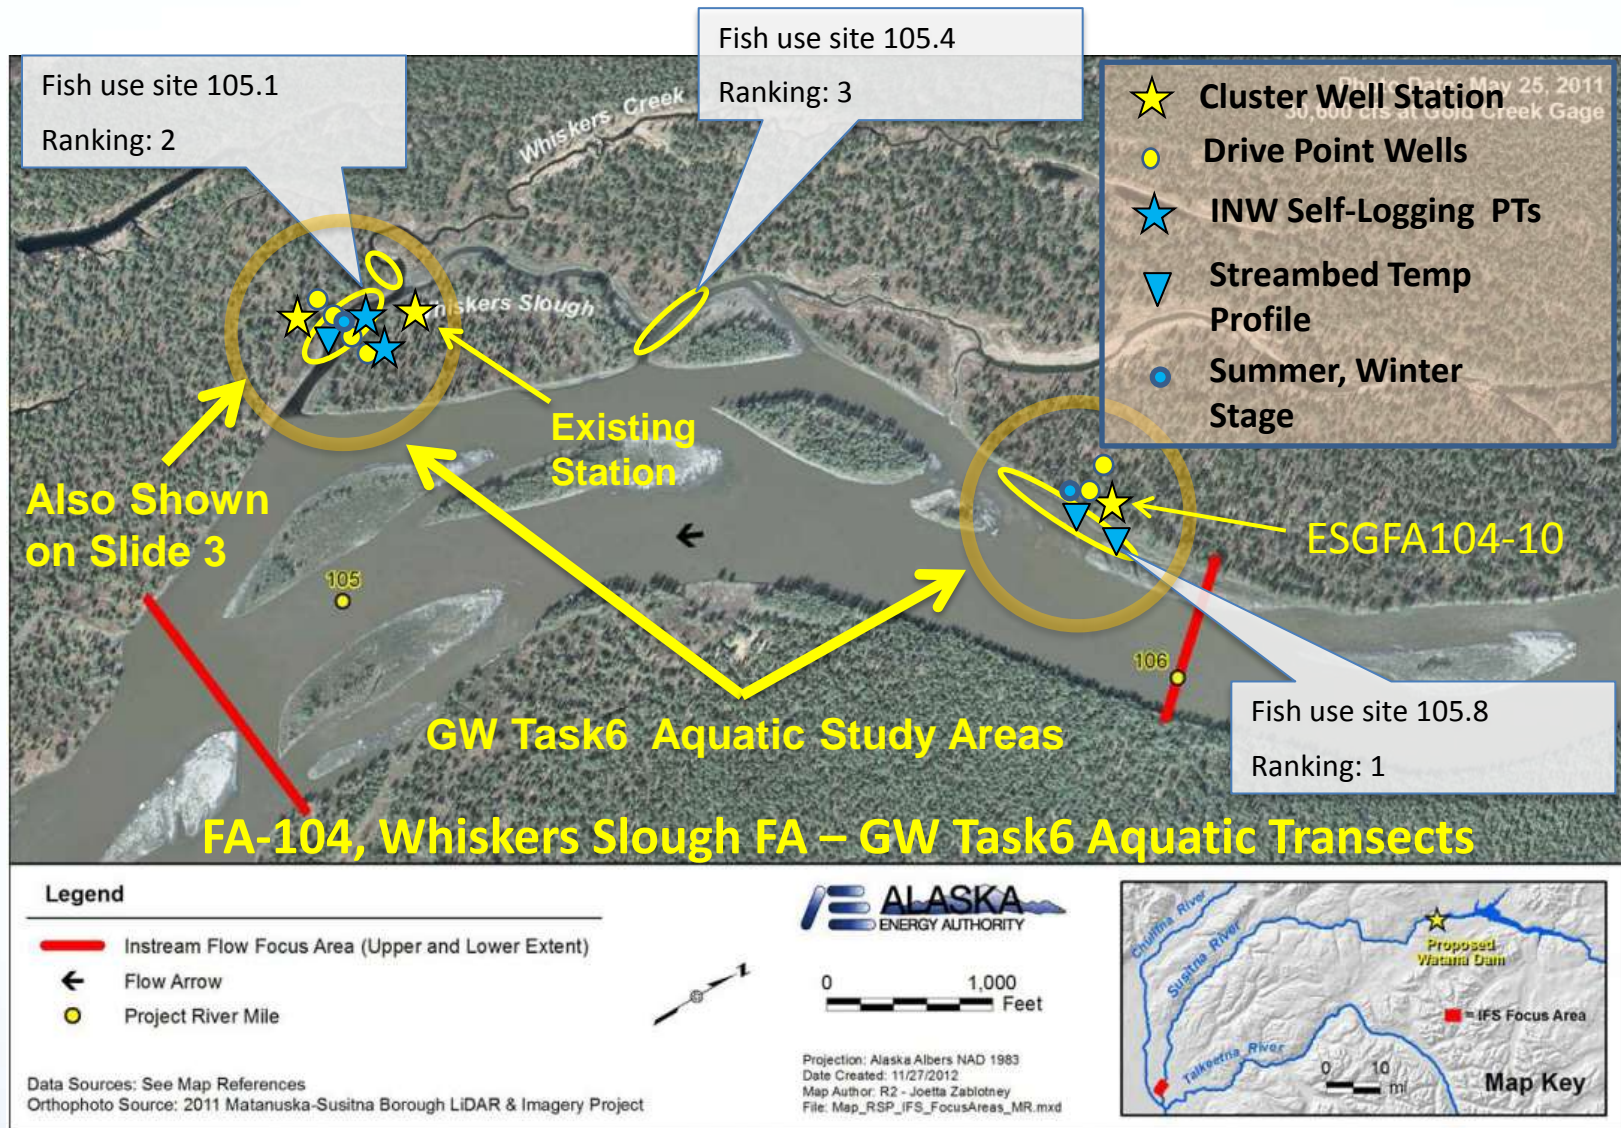 Fish use site 105.4
Ranking: 3
Fish use site 105.1
Ranking: 2
Photo Date: May 25, 2011
30,600 cfs at Gold Creek Gage
Cluster Well Station
Drive Point Wells
INW Self-Logging PTs
Streambed Temp
Profile
Summer, Winter
Stage
Whiskers Creek
hiskers Slough
Existing
Station
Also Shown
on Slide 3
ESGFA104-10
105
106
Fish use site 105.8
Ranking: 1
GW Task6 Aquatic Study Areas
FA-104, Whiskers Slough FA – GW Task6 Aquatic Transects
Legend
Instream Flow Focus Area (Upper and Lower Extent)
Flow Arrow
Project River Mile
Data Sources: See Map References
Orthophoto Source: 2011 Matanuska-Susitna Borough LiDAR & Imagery Project
Z
ALASKA
ENERGY AUTHORITY
0 1,000
Feet
Projection: Alaska Albers NAD 1983
Date Created: 11/27/2012
Map Author: R2 - Joetta Zablotney
File: Map_RSP_IFS_FocusAreas_MR.mxd
Chulitna River
Susitna River
Talkeetna River
Proposed
Watana Dam
= IFS Focus Area
0 10
mi
Map Key